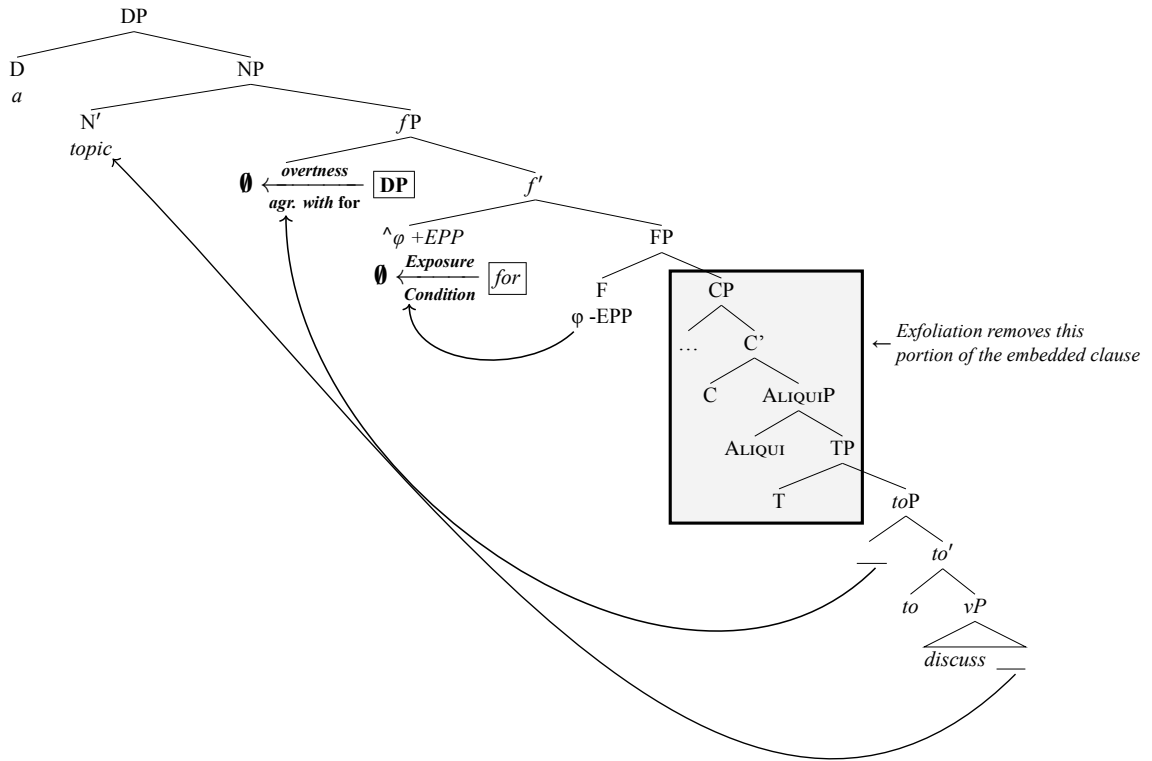 DP
D
NP
a
N′
fP
topic
∅ overtness DP
agr. with for
f′
^φ +EPP
FP
∅ Exposure for
Condition
F
CP
φ -EPP
… C’
← Exfoliation removes this
portion of the embedded clause
C
ALIQUIP
ALIQUI
TP
T
toP
to′
to
vP
discuss